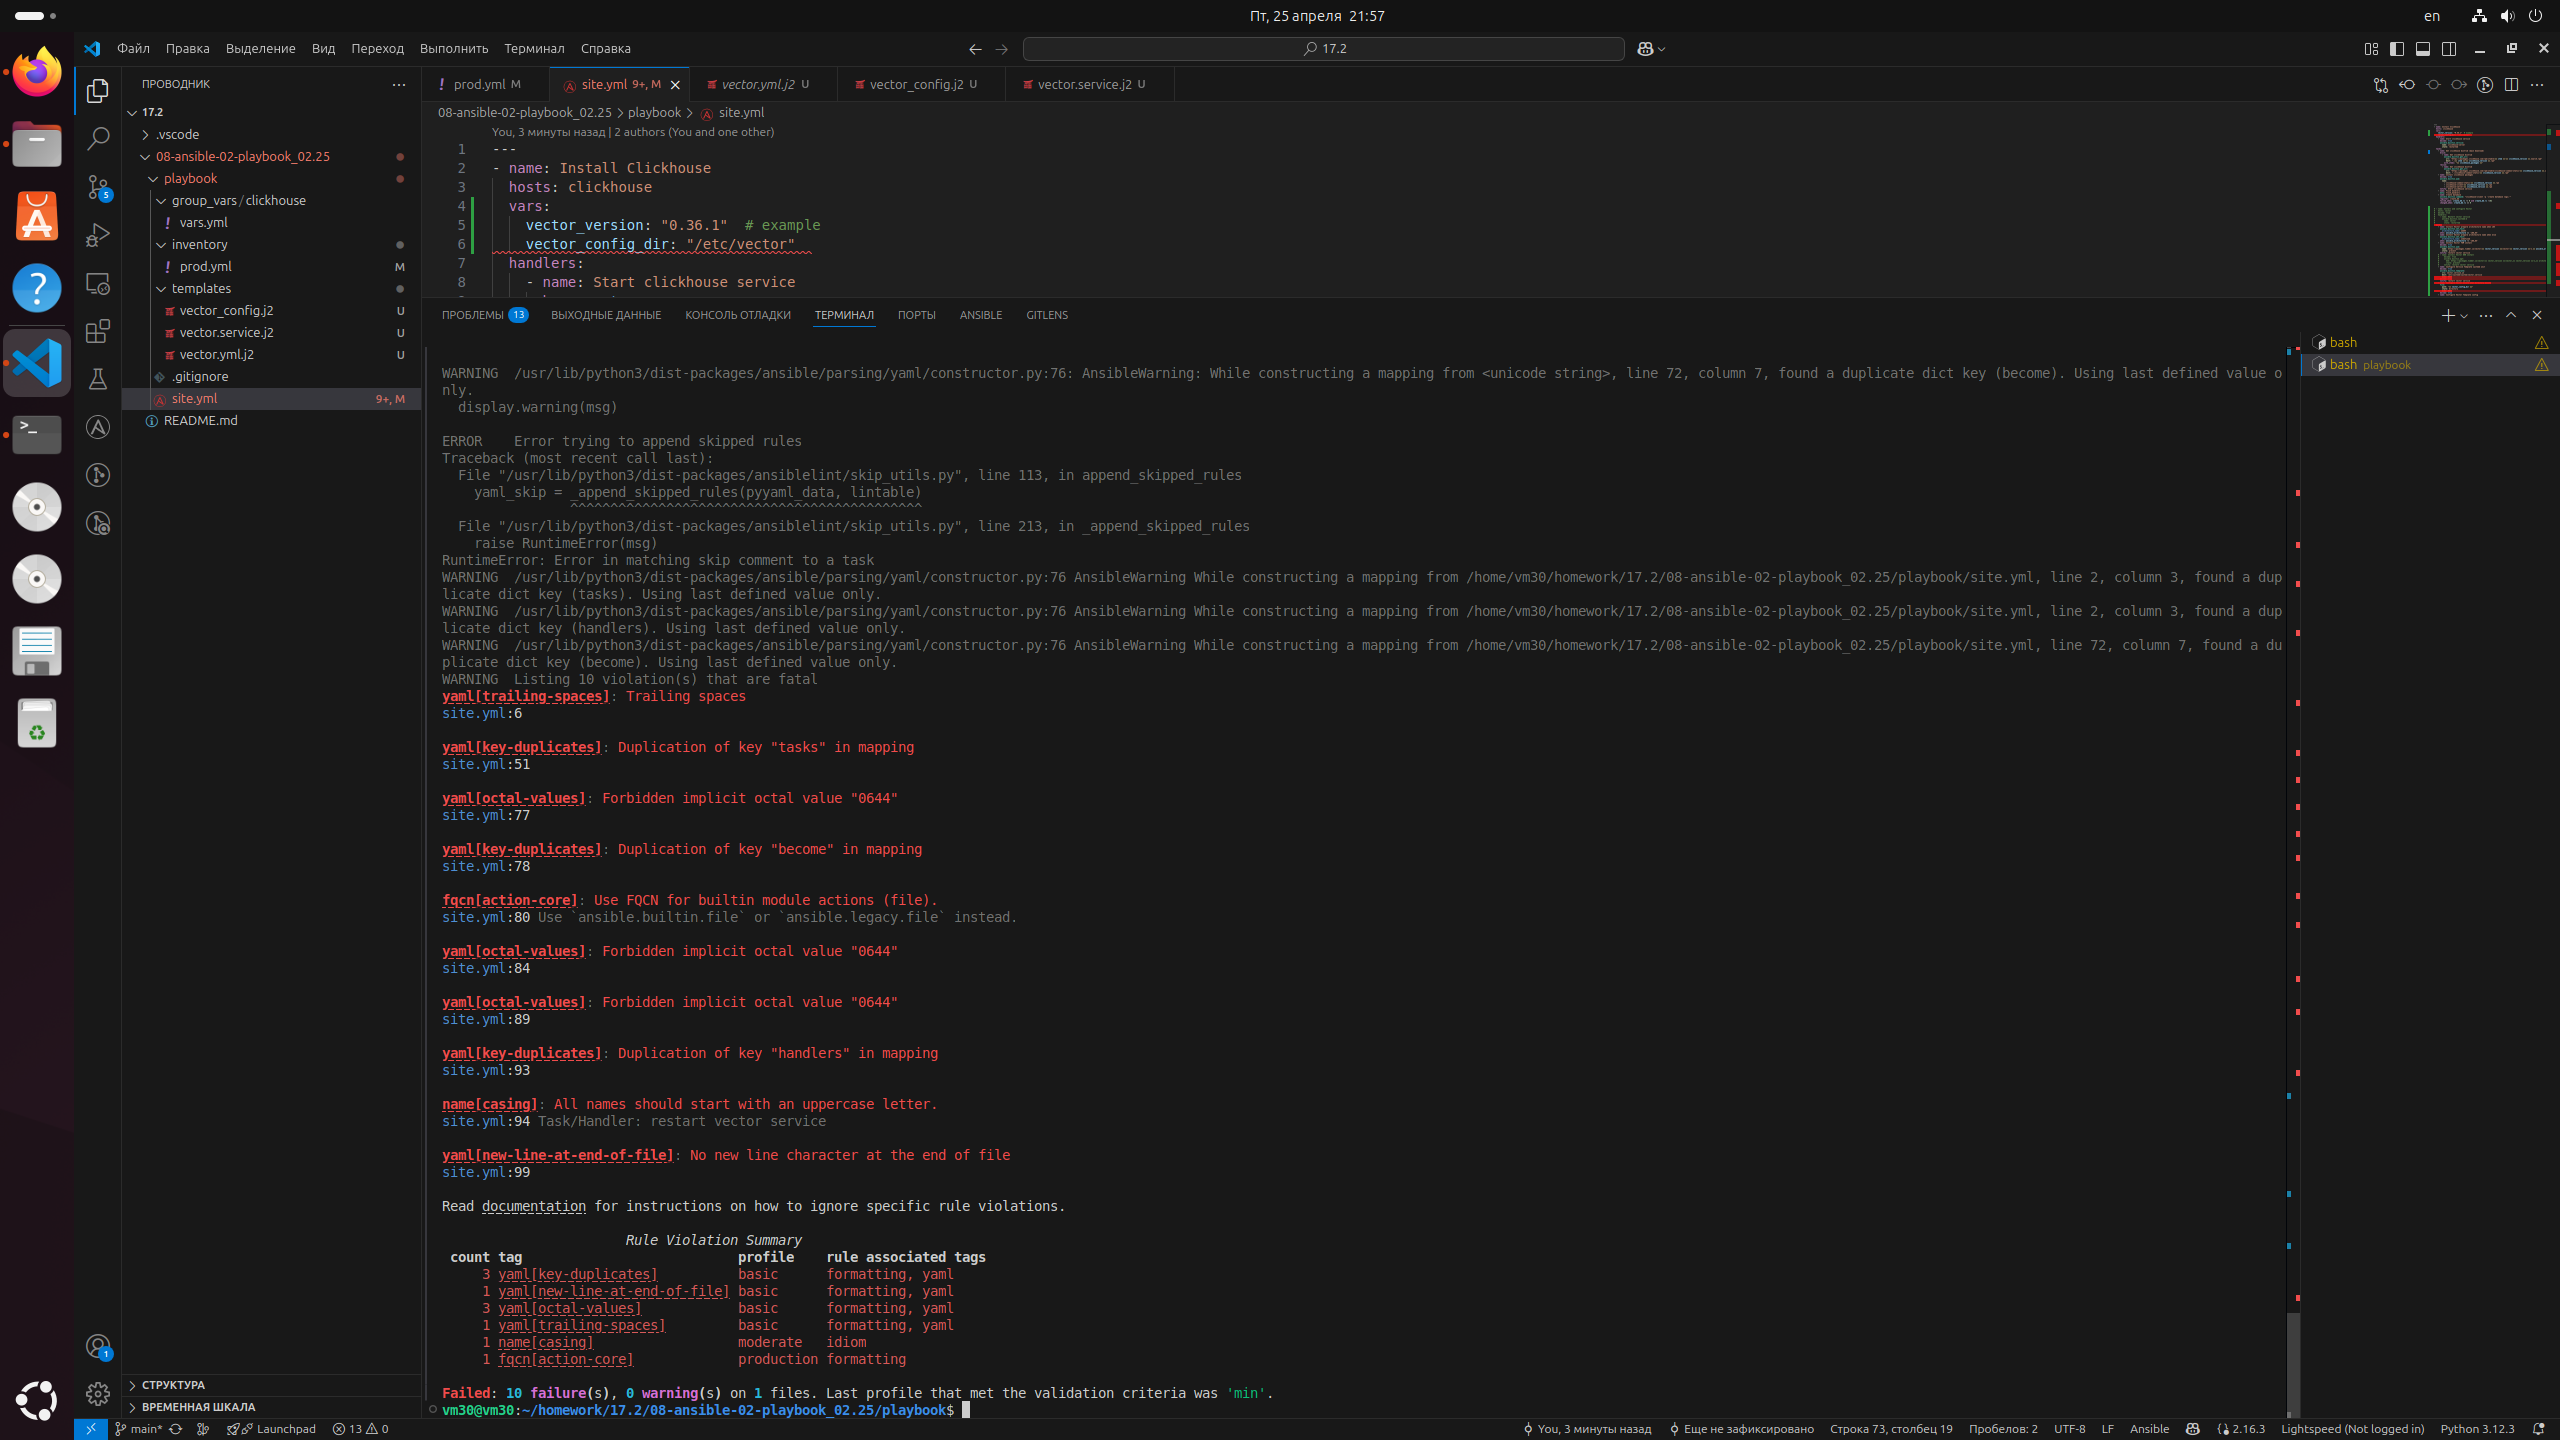 Пт, 25 апреля 21:57
en
Файл Правка Выделение Вид Переход Выполнить Терминал Справка
17.2
ПРОВОДНИК
prod.yml M
site.yml 9+, M
vector.yml.j2 U
vector_config.j2 U
vector.service.j2 U
17.2
.vscode
08-ansible-02-playbook_02.25
playbook
group_vars / clickhouse
vars.yml
inventory
prod.yml M
templates
vector_config.j2 U
vector.service.j2 U
vector.yml.j2 U
.gitignore
site.yml 9+, M
README.md
08-ansible-02-playbook_02.25 > playbook > site.yml
You, 3 минуты назад | 2 authors (You and one other)
1 ---
2 - name: Install Clickhouse
3 hosts: clickhouse
4 vars:
5 vector_version: "0.36.1" # example
6 vector_config_dir: "/etc/vector"
7 handlers:
8 - name: Start clickhouse service
ПРОБЛЕМЫ 13 ВЫХОДНЫЕ ДАННЫЕ КОНСОЛЬ ОТЛАДКИ ТЕРМИНАЛ ПОРТЫ ANSIBLE GITLENS
bash
bash playbook
WARNING /usr/lib/python3/dist-packages/ansible/parsing/yaml/constructor.py:76: AnsibleWarning: While constructing a mapping from <unicode string>, line 72, column 7, found a duplicate dict key (become). Using last defined value o
nly.
display.warning(msg)
ERROR Error trying to append skipped rules
Traceback (most recent call last):
File "/usr/lib/python3/dist-packages/ansiblelint/skip_utils.py", line 113, in append_skipped_rules
yaml_skip = _append_skipped_rules(pyyaml_data, lintable)
^^^^^^^^^^^^^^^^^^^^^^^^^^^^^^^^^^^^^^^^^^^^
File "/usr/lib/python3/dist-packages/ansiblelint/skip_utils.py", line 213, in _append_skipped_rules
raise RuntimeError(msg)
RuntimeError: Error in matching skip comment to a task
WARNING /usr/lib/python3/dist-packages/ansible/parsing/yaml/constructor.py:76 AnsibleWarning While constructing a mapping from /home/vm30/homework/17.2/08-ansible-02-playbook_02.25/playbook/site.yml, line 2, column 3, found a dup
licate dict key (tasks). Using last defined value only.
WARNING /usr/lib/python3/dist-packages/ansible/parsing/yaml/constructor.py:76 AnsibleWarning While constructing a mapping from /home/vm30/homework/17.2/08-ansible-02-playbook_02.25/playbook/site.yml, line 2, column 3, found a dup
licate dict key (handlers). Using last defined value only.
WARNING /usr/lib/python3/dist-packages/ansible/parsing/yaml/constructor.py:76 AnsibleWarning While constructing a mapping from /home/vm30/homework/17.2/08-ansible-02-playbook_02.25/playbook/site.yml, line 72, column 7, found a du
plicate dict key (become). Using last defined value only.
WARNING Listing 10 violation(s) that are fatal
yaml[trailing-spaces]: Trailing spaces
site.yml:6
yaml[key-duplicates]: Duplication of key "tasks" in mapping
site.yml:51
yaml[octal-values]: Forbidden implicit octal value "0644"
site.yml:77
yaml[key-duplicates]: Duplication of key "become" in mapping
site.yml:78
fqcn[action-core]: Use FQCN for builtin module actions (file).
site.yml:80 Use `ansible.builtin.file` or `ansible.legacy.file` instead.
yaml[octal-values]: Forbidden implicit octal value "0644"
site.yml:84
yaml[octal-values]: Forbidden implicit octal value "0644"
site.yml:89
yaml[key-duplicates]: Duplication of key "handlers" in mapping
site.yml:93
name[casing]: All names should start with an uppercase letter.
site.yml:94 Task/Handler: restart vector service
yaml[new-line-at-end-of-file]: No new line character at the end of file
site.yml:99
Read documentation for instructions on how to ignore specific rule violations.
Rule Violation Summary
count tag profile rule associated tags
3 yaml[key-duplicates] basic formatting, yaml
1 yaml[new-line-at-end-of-file] basic formatting, yaml
3 yaml[octal-values] basic formatting, yaml
1 yaml[trailing-spaces] basic formatting, yaml
1 name[casing] moderate idiom
1 fqcn[action-core] production formatting
Failed: 10 failure(s), 0 warning(s) on 1 files. Last profile that met the validation criteria was 'min'.
vm30@vm30:~/homework/17.2/08-ansible-02-playbook_02.25/playbook$
5
1
СТРУКТУРА
ВРЕМЕННАЯ ШКАЛА
main* Launchpad 13 0
You, 3 минуты назад Еще не зафиксировано Строка 73, столбец 19 Пробелов: 2 UTF-8 LF Ansible 2.16.3 Lightspeed (Not logged in) Python 3.12.3